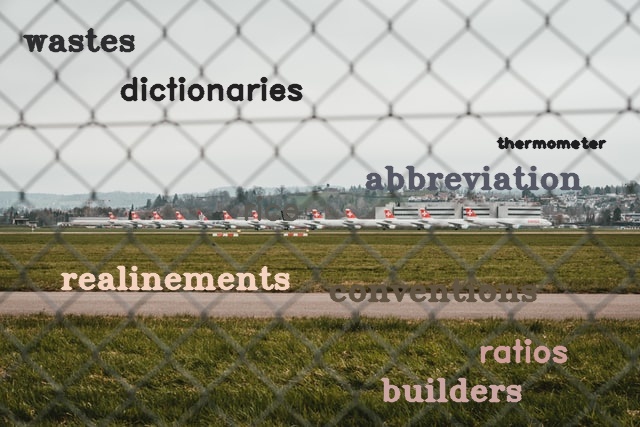 wastes
dictionaries
thermometer
abbreviation
realinements
conventions
ratios
builders